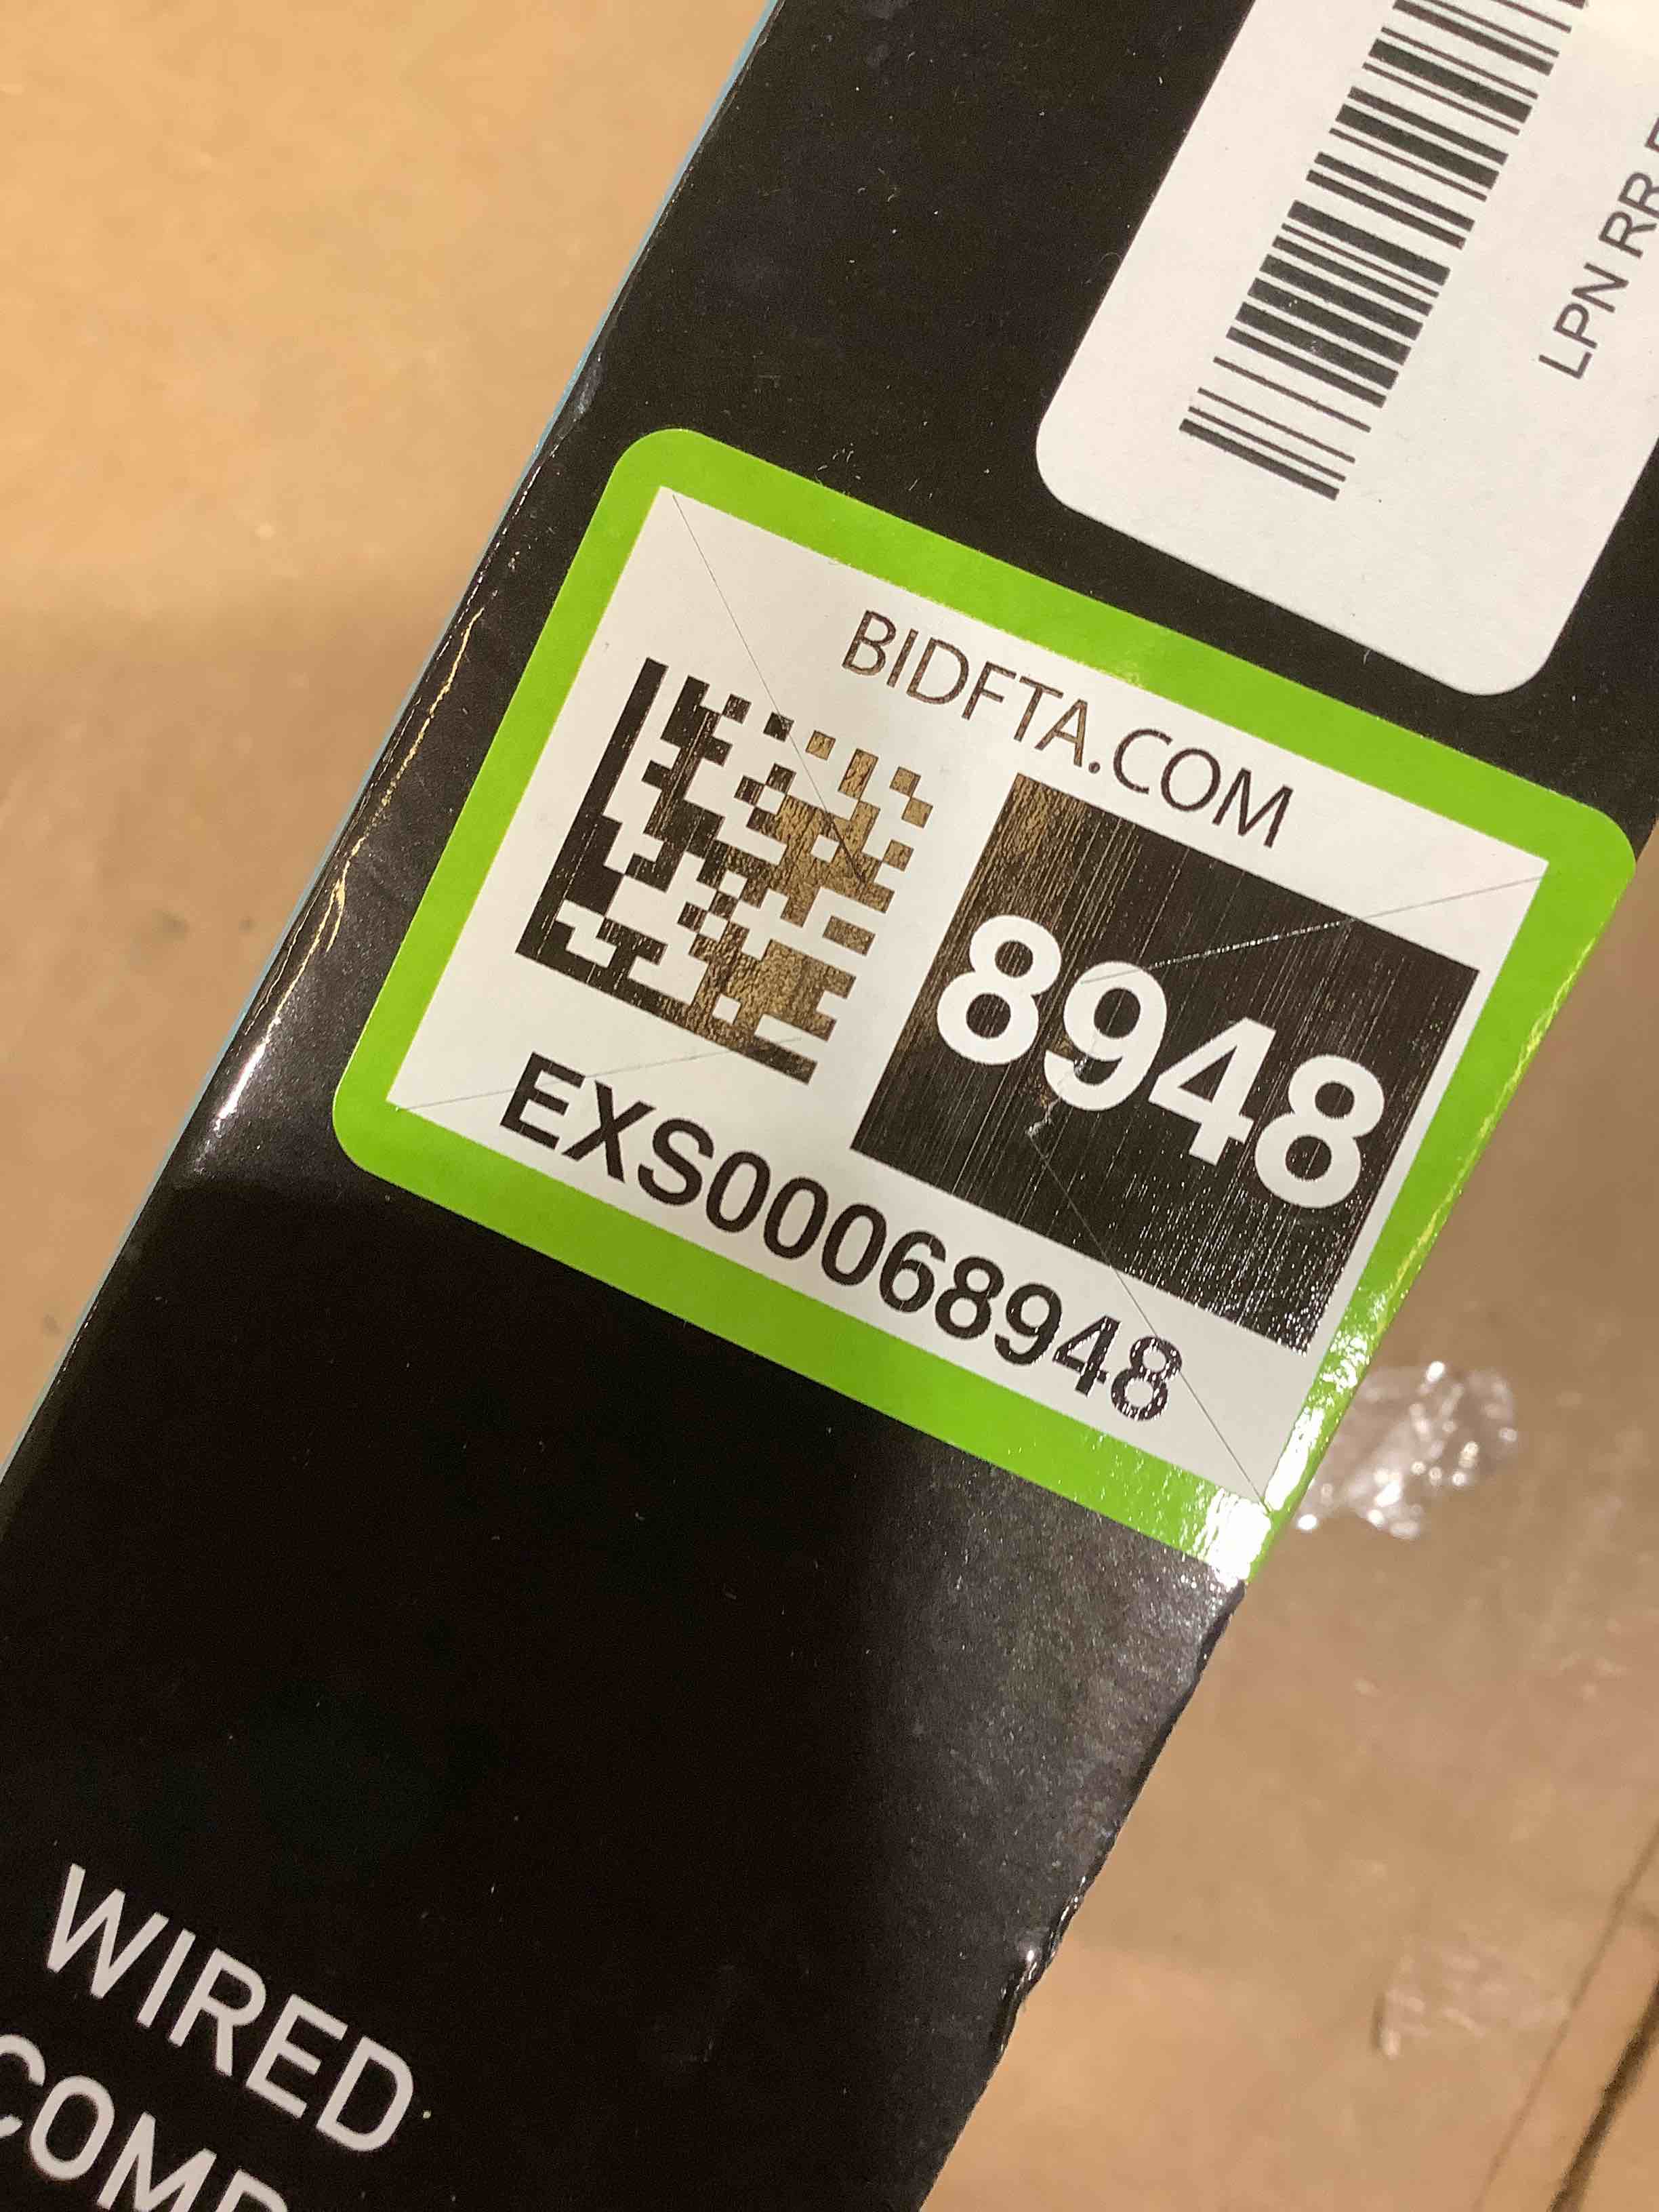 LPN RR
BIDFTA.COM
8948
EXS00068948
WIRED